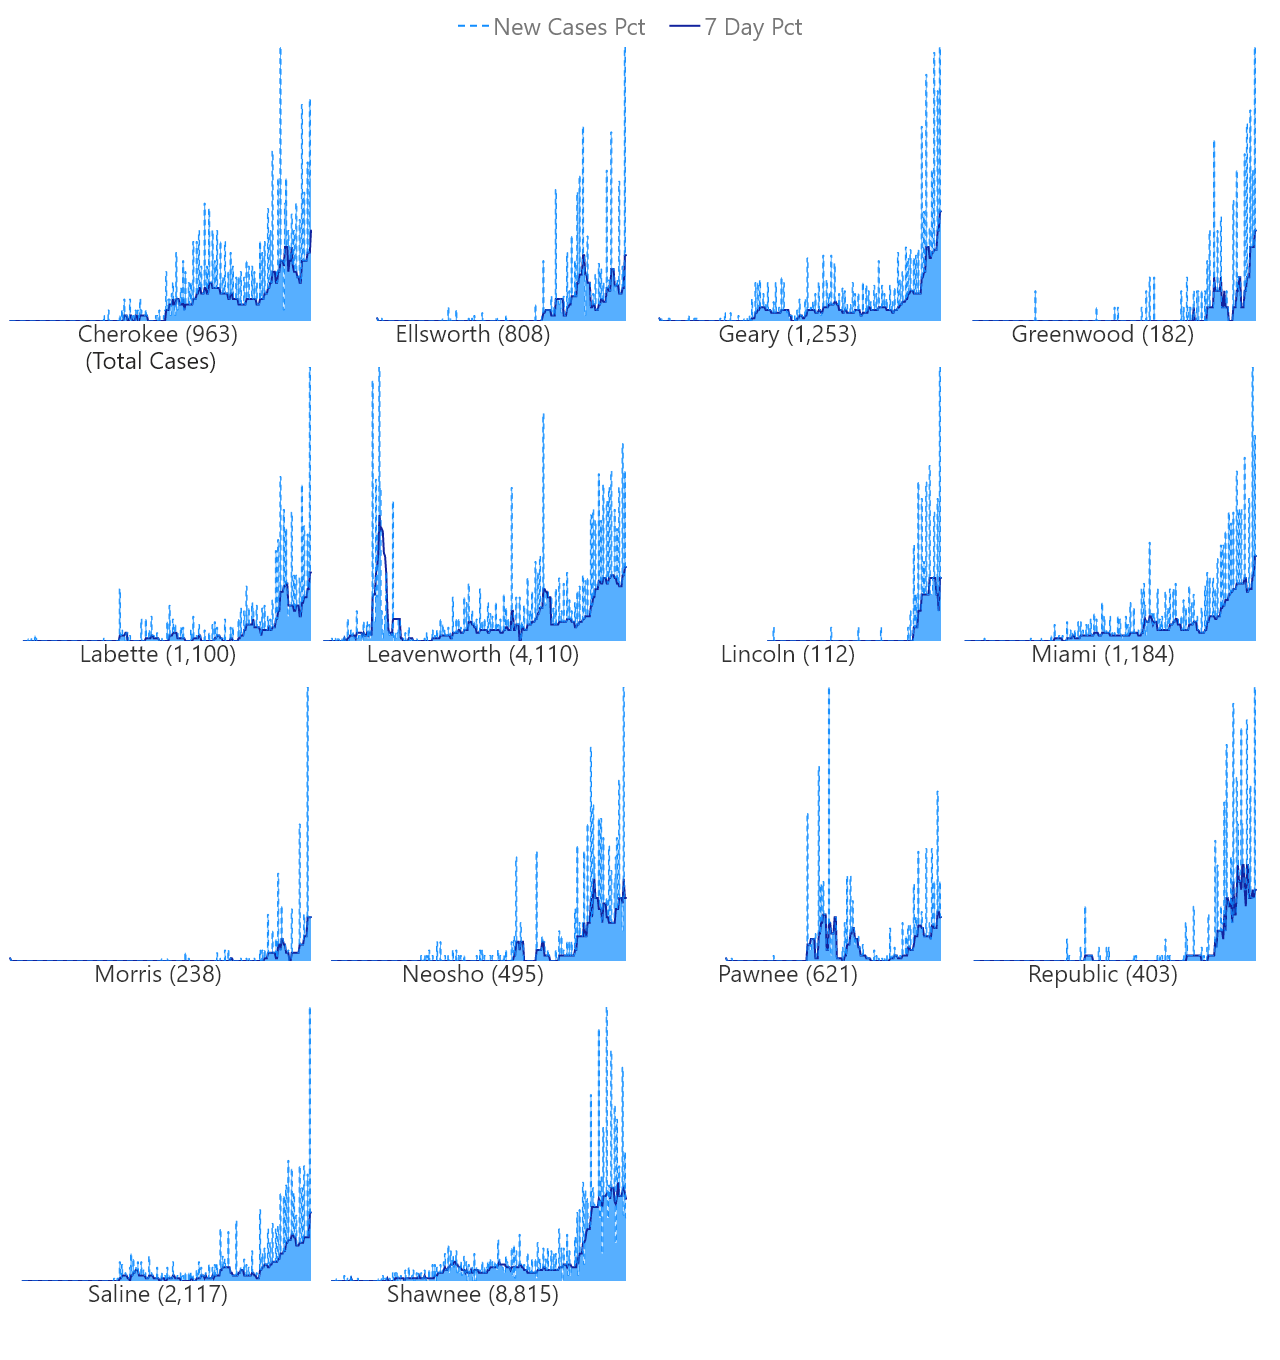 New Cases Pct 7 Day Pct
Cherokee (963)
(Total Cases)
Ellsworth (808)
Geary (1,253)
Greenwood (182)
Labette (1,100)
Leavenworth (4,110)
Lincoln (112)
Miami (1,184)
Morris (238)
Neosho (495)
Pawnee (621)
Republic (403)
Saline (2,117)
Shawnee (8,815)